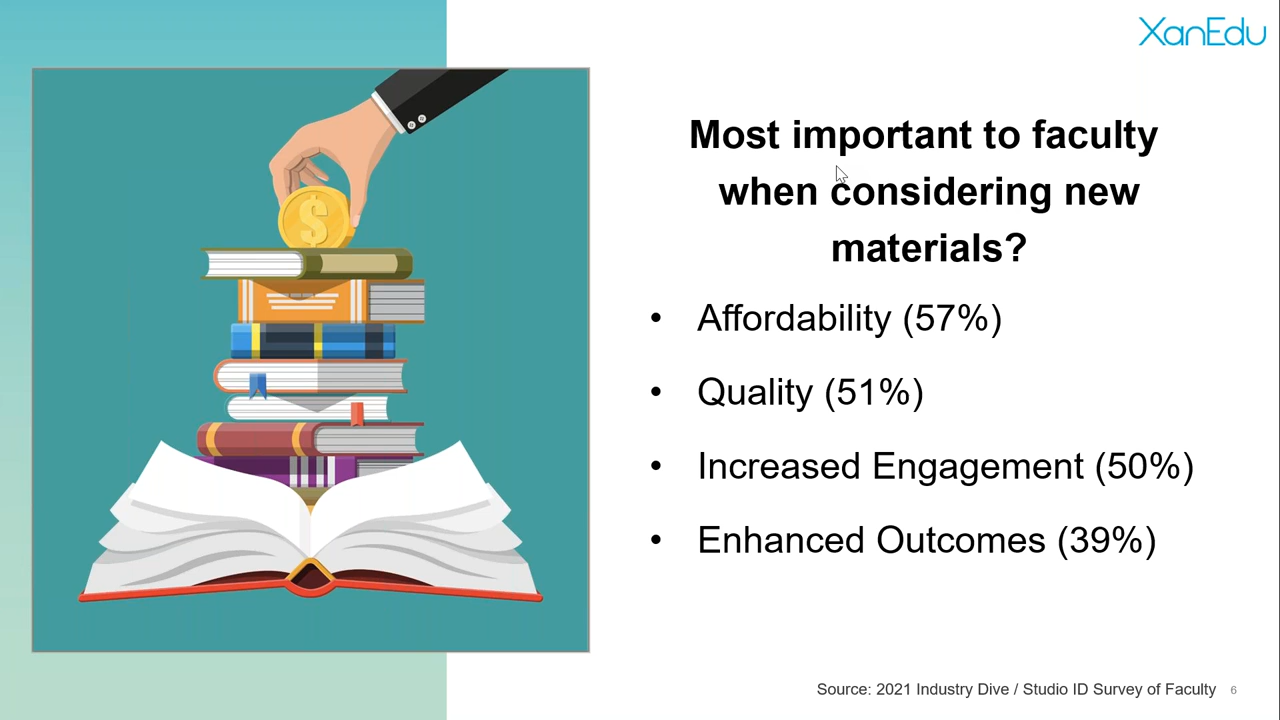 XanEdu
Most important to faculty
when considering new
materials?
• Affordability (57%)
• Quality (51%)
• Increased Engagement (50%)
• Enhanced Outcomes (39%)
$
Source: 2021 Industry Dive / Studio ID Survey of Faculty 6